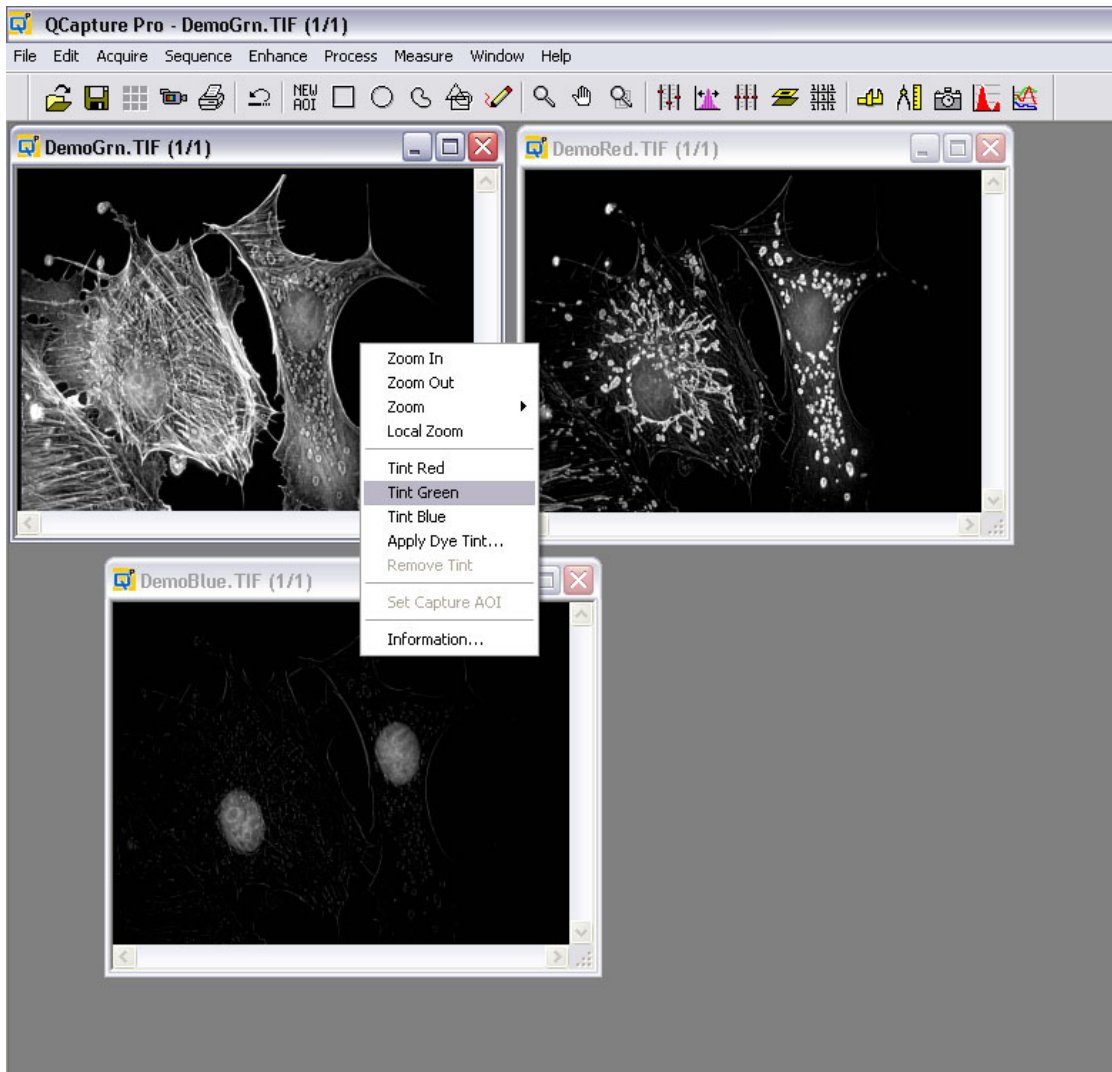 QCapture Pro - DemoGrn.TIF (1/1)
File Edit Acquire Sequence Enhance Process Measure Window Help
NEW
AOI
DemoGrn.TIF (1/1)
DemoRed.TIF (1/1)
Zoom In
Zoom Out
Zoom
Local Zoom
Tint Red
Tint Green
Tint Blue
Apply Dye Tint...
Remove Tint
Set Capture AOI
Information...
DemoBlue.TIF (1/1)